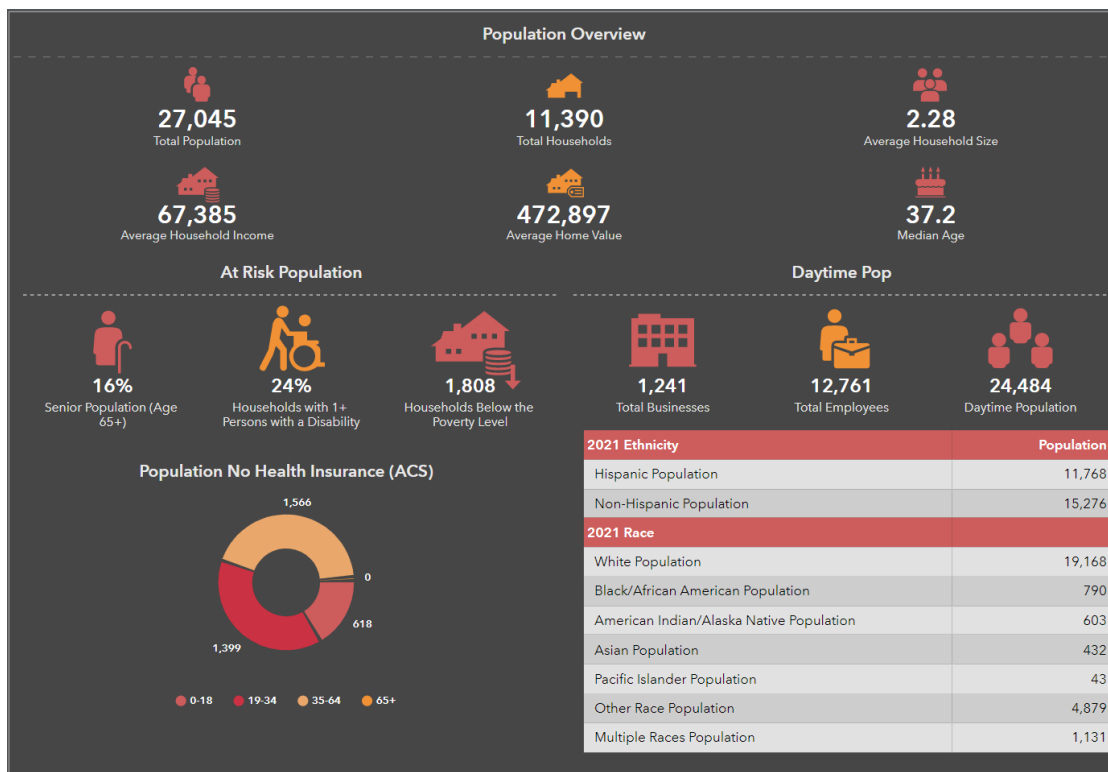 Population Overview
27,045
Total Population
11,390
Total Households
2.28
Average Household Size
67,385
Average Household Income
472,897
Average Home Value
37.2
Median Age
At Risk Population
16%
Senior Population (Age
65+)
24%
Households with 1+
Persons with a Disability
1,808
Households Below the
Poverty Level
Population No Health Insurance (ACS)
1,566
0
618
1,399
0-18 19-34 35-64 65+
Daytime Pop
1,241
Total Businesses
12,761
Total Employees
24,484
Daytime Population
2021 Ethnicity Population
Hispanic Population 11,768
Non-Hispanic Population 15,276
2021 Race
White Population 19,168
Black/African American Population 790
American Indian/Alaska Native Population 603
Asian Population 432
Pacific Islander Population 43
Other Race Population 4,879
Multiple Races Population 1,131